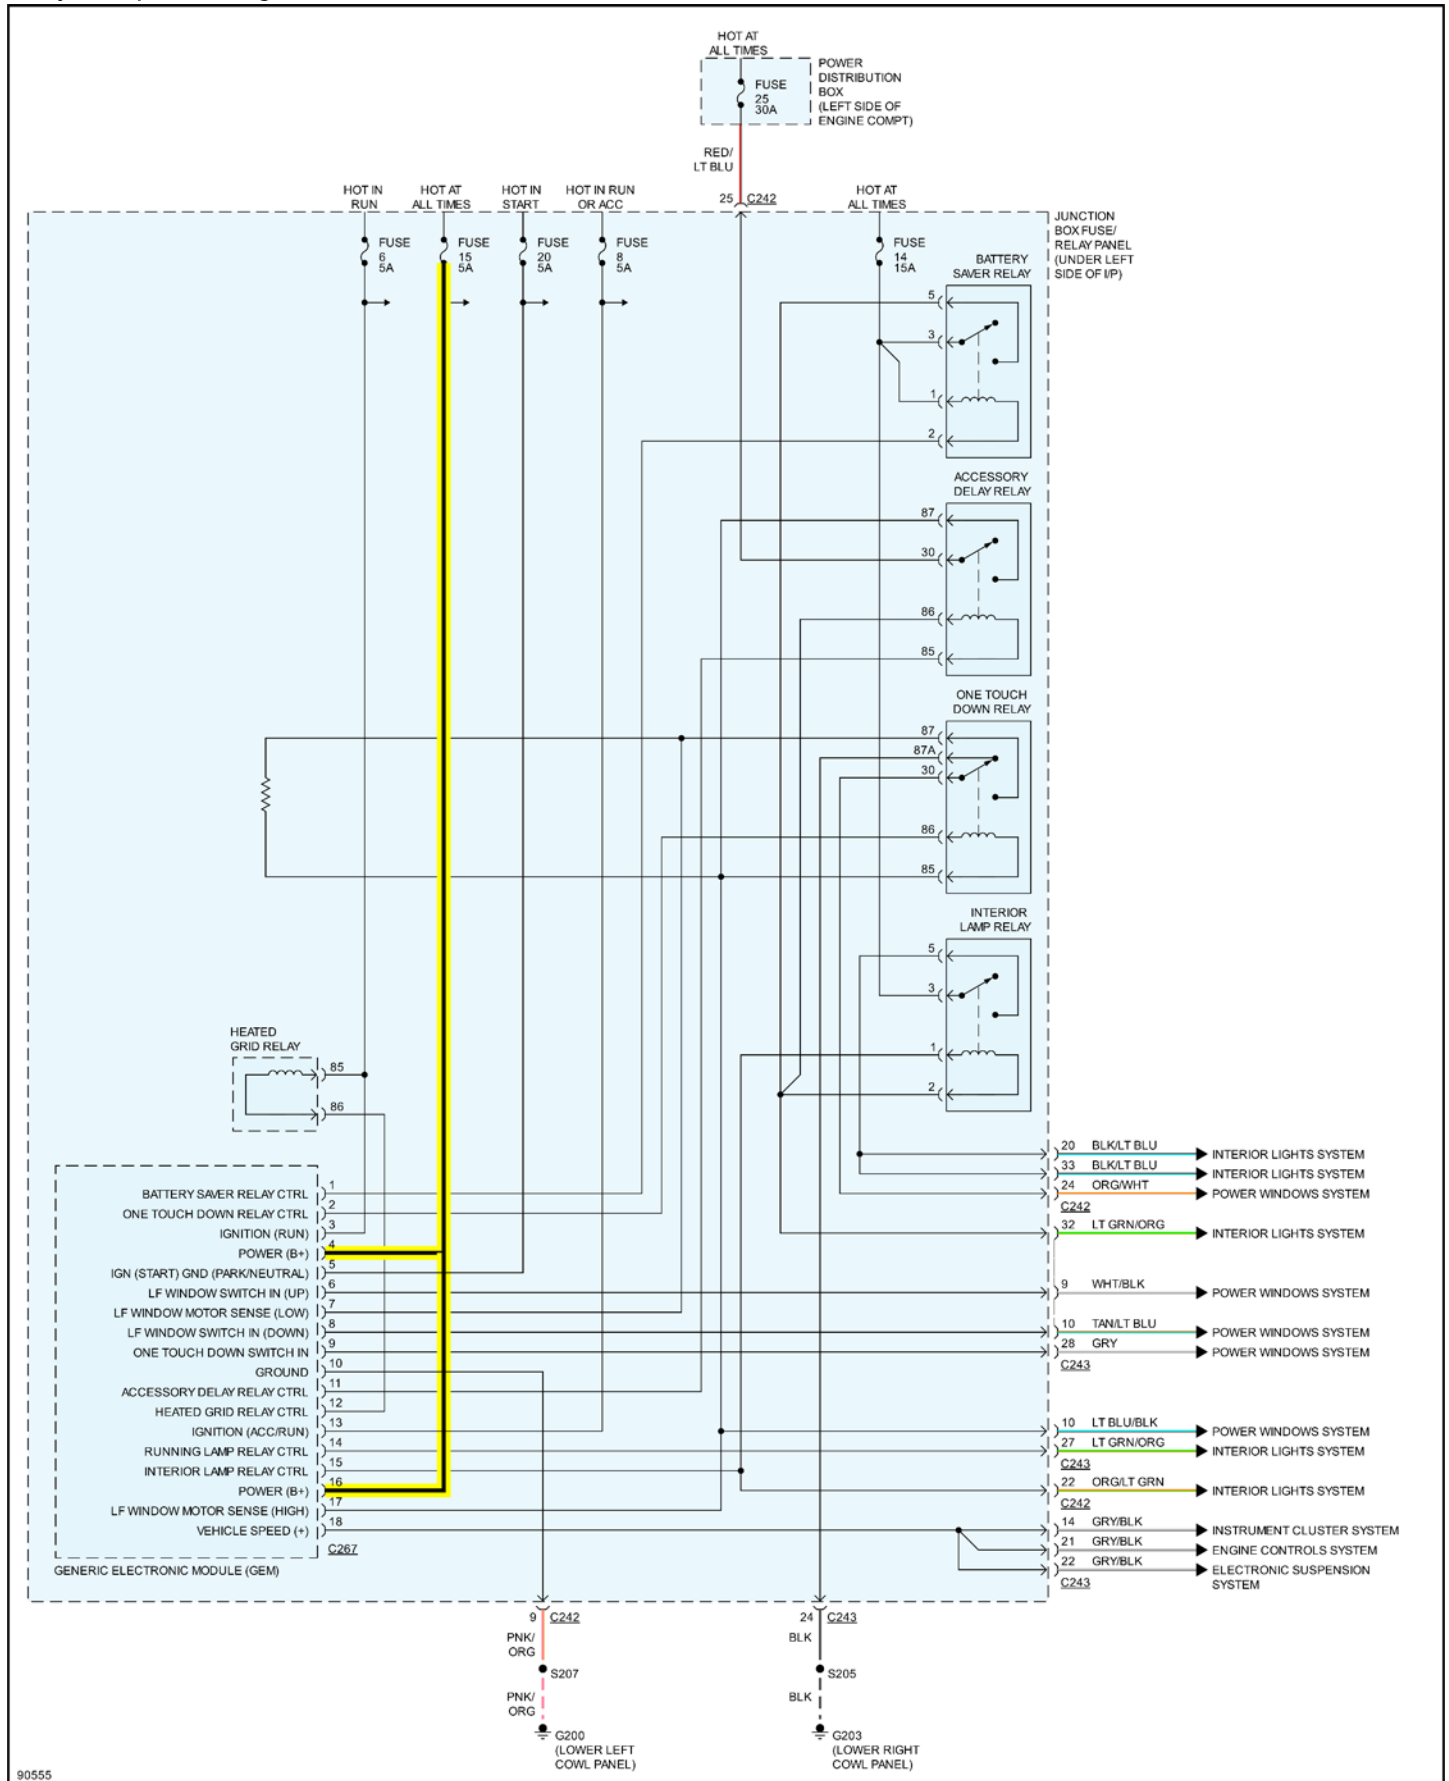 HOT AT
ALL TIMES
FUSE
25
30A
POWER
DISTRIBUTION
BOX
(LEFT SIDE OF
ENGINE COMPT)
RED/
LT BLU
25 C242
HOT IN
RUN
HOT AT
ALL TIMES
HOT IN
START
HOT IN RUN
OR ACC
HOT AT
ALL TIMES
JUNCTION
BOX FUSE/
RELAY PANEL
(UNDER LEFT
SIDE OF I/P)
FUSE
6
5A
FUSE
15
5A
FUSE
20
5A
FUSE
8
5A
FUSE
14
15A
BATTERY
SAVER RELAY
5
3
1
2
ACCESSORY
DELAY RELAY
87
30
86
85
ONE TOUCH
DOWN RELAY
87
87A
30
86
85
INTERIOR
LAMP RELAY
5
3
1
2
HEATED
GRID RELAY
85
86
BATTERY SAVER RELAY CTRL 1
ONE TOUCH DOWN RELAY CTRL 2
IGNITION (RUN) 3
POWER (B+) 4
IGN (START) GND (PARK/NEUTRAL) 5
LF WINDOW SWITCH IN (UP) 6
LF WINDOW MOTOR SENSE (LOW) 7
LF WINDOW SWITCH IN (DOWN) 8
ONE TOUCH DOWN SWITCH IN 9
GROUND 10
ACCESSORY DELAY RELAY CTRL 11
HEATED GRID RELAY CTRL 12
IGNITION (ACC/RUN) 13
RUNNING LAMP RELAY CTRL 14
INTERIOR LAMP RELAY CTRL 15
POWER (B+) 16
LF WINDOW MOTOR SENSE (HIGH) 17
VEHICLE SPEED (+) 18
C267
GENERIC ELECTRONIC MODULE (GEM)
20 BLK/LT BLU INTERIOR LIGHTS SYSTEM
33 BLK/LT BLU INTERIOR LIGHTS SYSTEM
24 ORG/WHT POWER WINDOWS SYSTEM
C242
32 LT GRN/ORG INTERIOR LIGHTS SYSTEM
9 WHT/BLK POWER WINDOWS SYSTEM
10 TAN/LT BLU POWER WINDOWS SYSTEM
28 GRY POWER WINDOWS SYSTEM
C243
10 LT BLU/BLK POWER WINDOWS SYSTEM
27 LT GRN/ORG INTERIOR LIGHTS SYSTEM
C243
22 ORG/LT GRN INTERIOR LIGHTS SYSTEM
C242
14 GRY/BLK INSTRUMENT CLUSTER SYSTEM
21 GRY/BLK ENGINE CONTROLS SYSTEM
22 GRY/BLK ELECTRONIC SUSPENSION
SYSTEM
C243
9 C242
PNK/
ORG
S207
PNK/
ORG
G200
(LOWER LEFT
COWL PANEL)
24 C243
BLK
S205
BLK
G203
(LOWER RIGHT
COWL PANEL)
90555